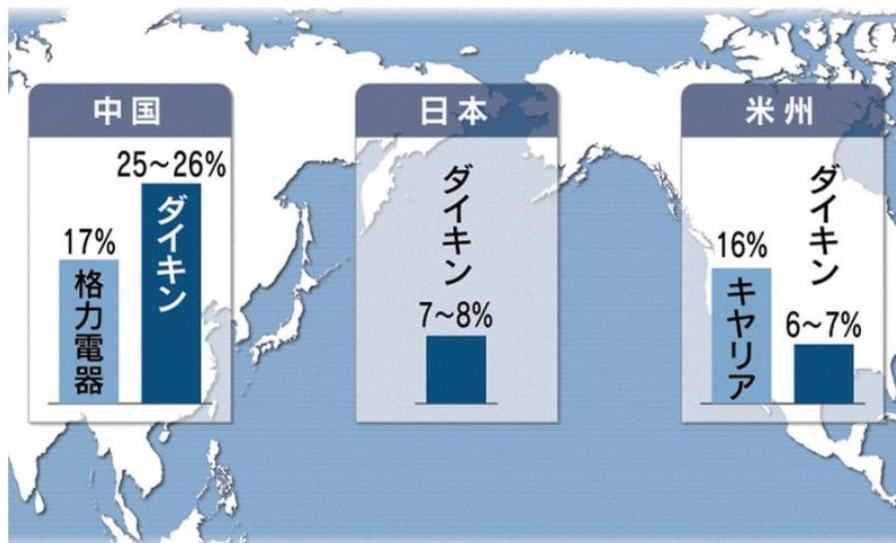 中国
25～26%
ダイキン
17%
格力電器
日本
ダイキン
7～8%
米州
ダイキン
16%
キヤリア
6～7%